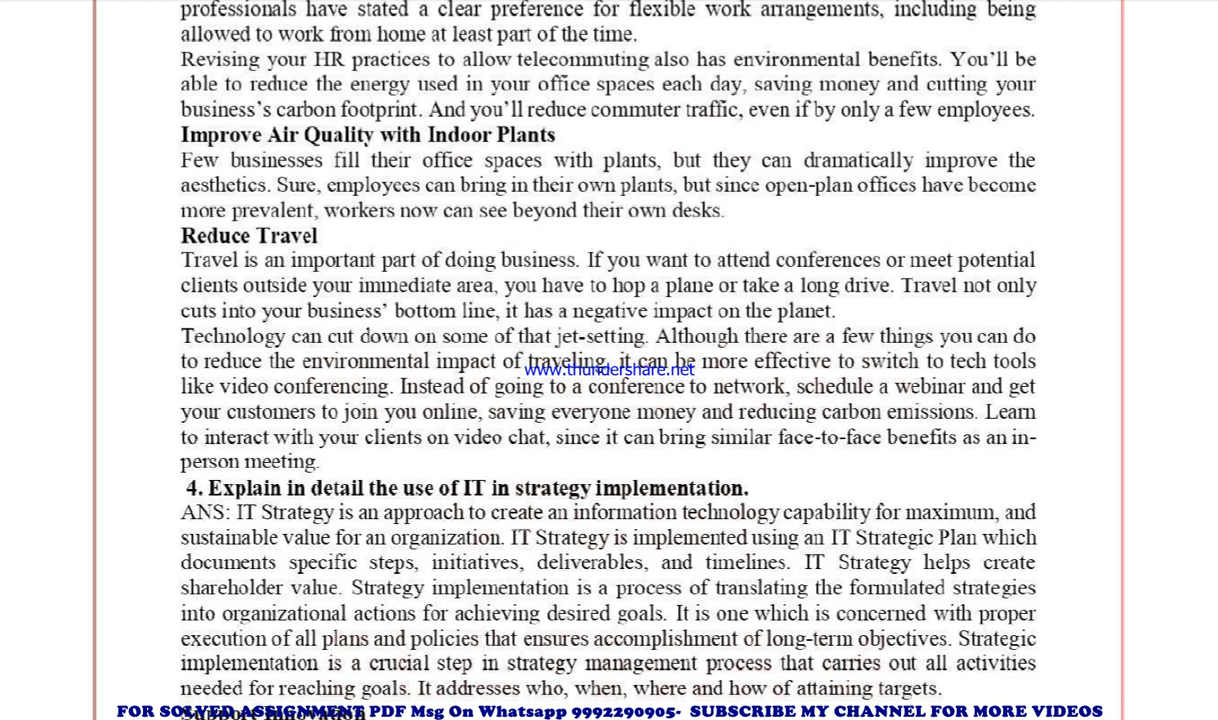 professionals have stated a clear preference for flexible work arrangements, including being
allowed to work from home at least part of the time.
Revising your HR practices to allow telecommuting also has environmental benefits. You'll be
able to reduce the energy used in your office spaces each day, saving money and cutting your
business's carbon footprint. And you'll reduce commuter traffic, even if by only a few employees.
Improve Air Quality with Indoor Plants
Few businesses fill their office spaces with plants, but they can dramatically improve the
aesthetics. Sure, employees can bring in their own plants, but since open-plan offices have become
more prevalent, workers now can see beyond their own desks.
Reduce Travel
Travel is an important part of doing business. If you want to attend conferences or meet potential
clients outside your immediate area, you have to hop a plane or take a long drive. Travel not only
cuts into your business' bottom line, it has a negative impact on the planet.
Technology can cut down on some of that jet-setting. Although there are a few things you can do
to reduce the environmental impact of traveling, it can be more effective to switch to tech tools
www.thundershare.net
like video conferencing. Instead of going to a conference to network, schedule a webinar and get
your customers to join you online, saving everyone money and reducing carbon emissions. Learn
to interact with your clients on video chat, since it can bring similar face-to-face benefits as an in-
person meeting.
4. Explain in detail the use of IT in strategy implementation.
ANS: IT Strategy is an approach to create an information technology capability for maximum, and
sustainable value for an organization. IT Strategy is implemented using an IT Strategic Plan which
documents specific steps, initiatives, deliverables, and timelines. IT Strategy helps create
shareholder value. Strategy implementation is a process of translating the formulated strategies
into organizational actions for achieving desired goals. It is one which is concerned with proper
execution of all plans and policies that ensures accomplishment of long-term objectives. Strategic
implementation is a crucial step in strategy management process that carries out all activities
needed for reaching goals. It addresses who, when, where and how of attaining targets.
Support Innovation
FOR SOLVED ASSIGNMENT PDF Msg On Whatsapp 9992290905- SUBSCRIBE MY CHANNEL FOR MORE VIDEOS